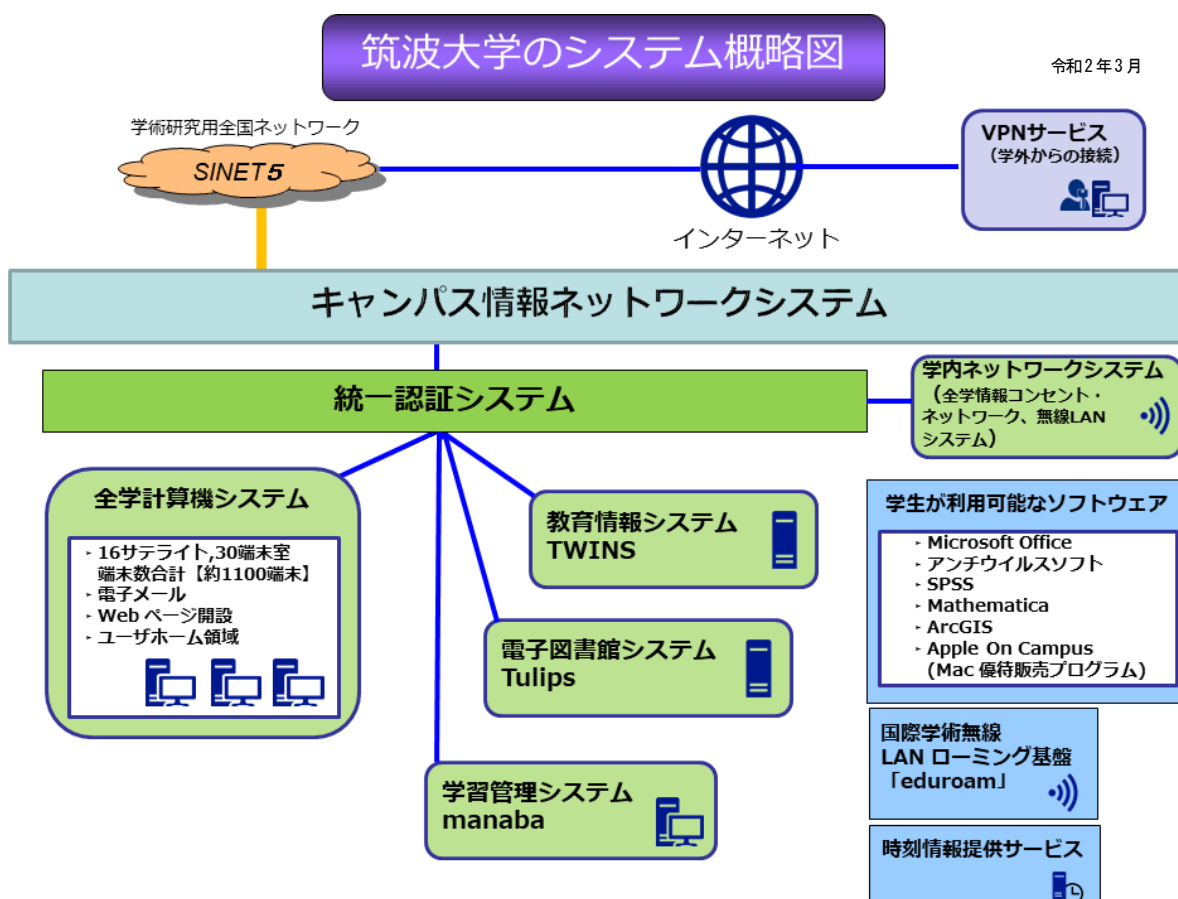 筑波大学のシステム概略図
令和2年3月
学術研究用全国ネットワーク
SINET5
インターネット
VPNサービス
（学外からの接続）
キャンパス情報ネットワークシステム
統一認証システム
学内ネットワークシステム
（全学情報コンセント・
ネットワーク、無線LAN
システム）
全学計算機システム
‣ 16サテライト,30端末室
端末数合計【約1100端末】
‣ 電子メール
‣ Web ページ開設
‣ ユーザホーム領域
教育情報システム
TWINS
電子図書館システム
Tulips
学習管理システム
manaba
学生が利用可能なソフトウェア
‣ Microsoft Office
‣ アンチウイルスソフト
‣ SPSS
‣ Mathematica
‣ ArcGIS
‣ Apple On Campus
(Mac 優待販売プログラム)
国際学術無線
LAN ローミング基盤
「eduroam」
時刻情報提供サービス